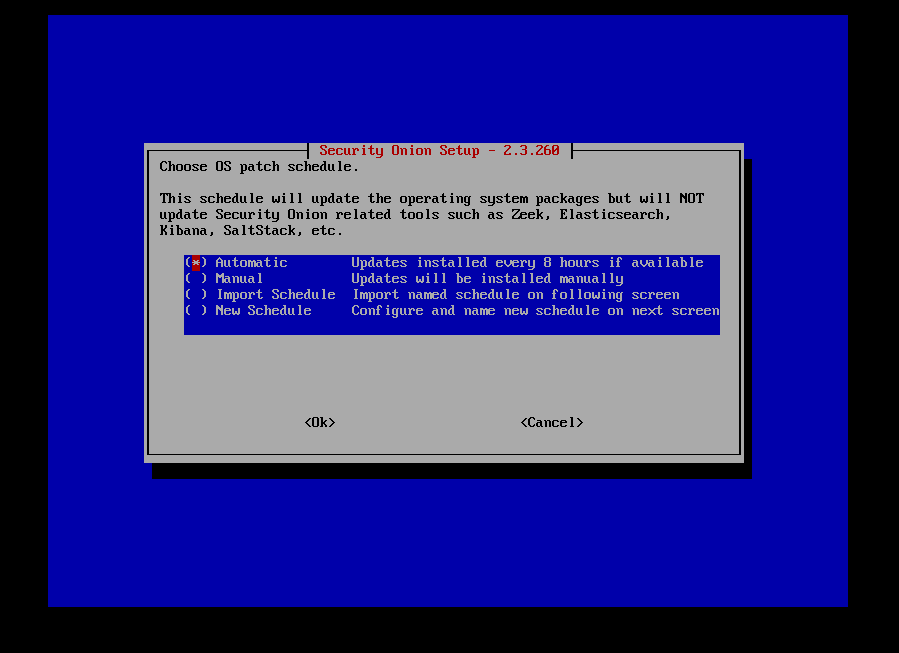 Security Onion Setup - 2.3.260
Choose OS patch schedule.
This schedule will update the operating system packages but will NOT
update Security Onion related tools such as Zeek, Elasticsearch,
Kibana, SaltStack, etc.
(*) Automatic Updates installed every 8 hours if available
( ) Manual Updates will be installed manually
( ) Import Schedule Import named schedule on following screen
( ) New Schedule Configure and name new schedule on next screen
<Ok> <Cancel>